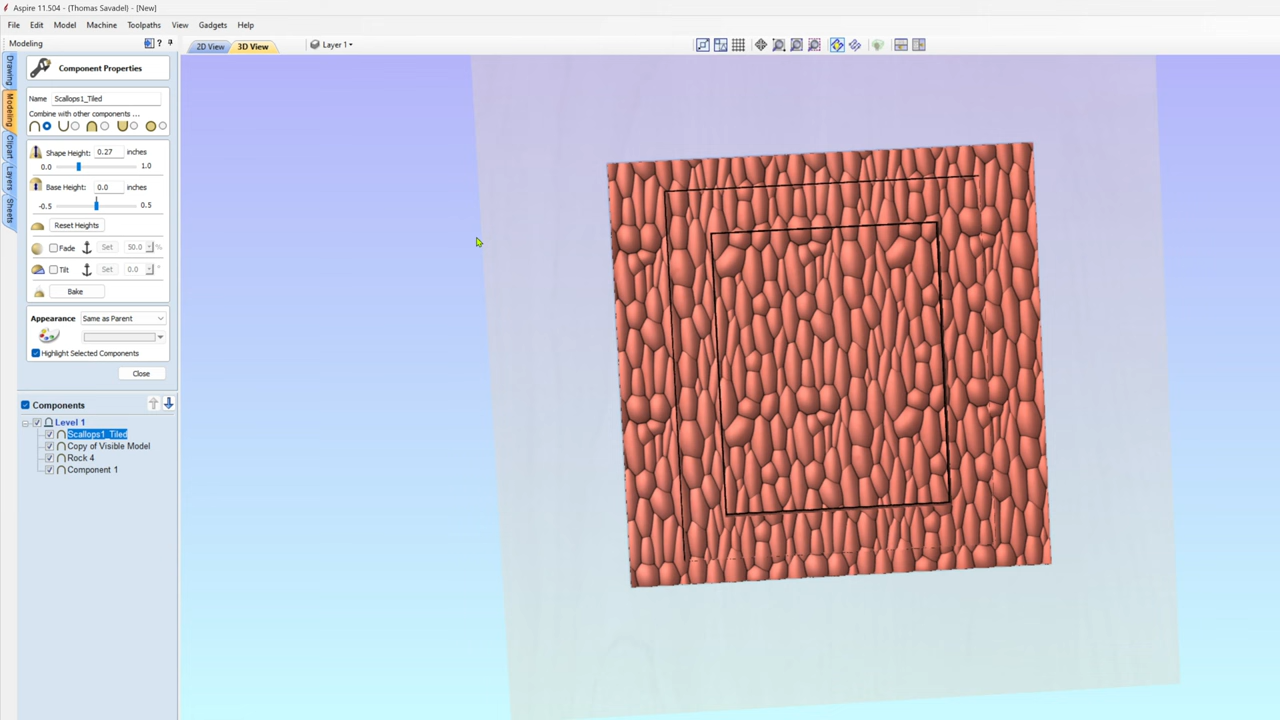 Aspire 11.504 - (Thomas Savadel) - [New]
File Edit Model Machine Toolpaths View Gadgets Help
Modeling ?
2D View 3D View Layer 1
Component Properties
Name Scallops1_Tiled
Combine with other components ...
Shape Height: 0.27 inches
0.0 1.0
Base Height: 0.0 inches
-0.5 0.5
Reset Heights
Fade Set 50.0 %
Tilt Set 0.0 °
Bake
Appearance Same as Parent
Highlight Selected Components
Close
Components
Level 1
Scallops1_Tiled
Copy of Visible Model
Rock 4
Component 1
Drawing
Modeling
Clipart
Layers
Sheets